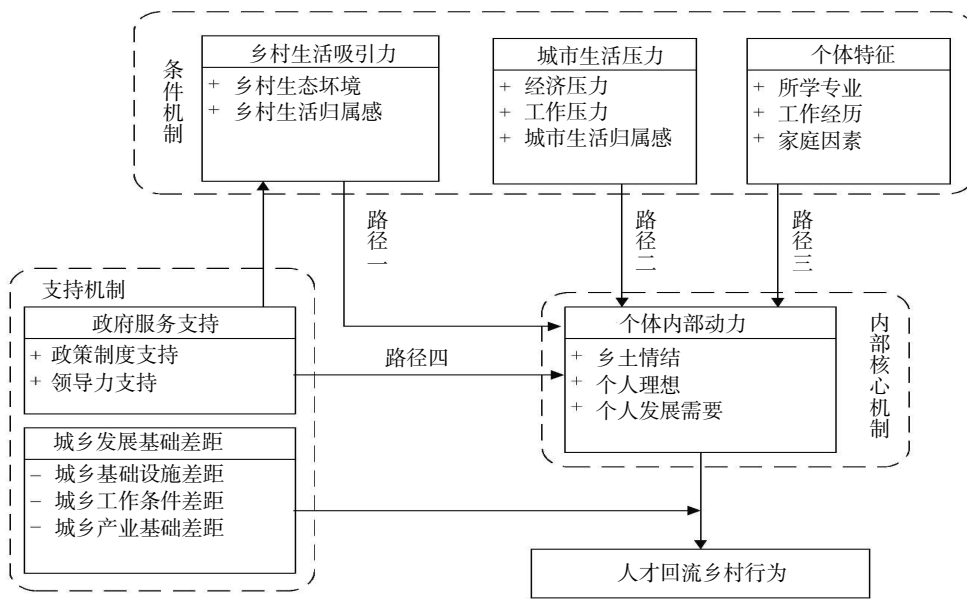 条件机制
乡村生活吸引力
+ 乡村生态坏境
+ 乡村生活归属感
城市生活压力
+ 经济压力
+ 工作压力
+ 城市生活归属感
个体特征
+ 所学专业
+ 工作经历
+ 家庭因素
路径一
路径二
路径三
支持机制
政府服务支持
+ 政策制度支持
+ 领导力支持
路径四
个体内部动力
+ 乡土情结
+ 个人理想
+ 个人发展需要
内部核心机制
城乡发展基础差距
− 城乡基础设施差距
− 城乡工作条件差距
− 城乡产业基础差距
人才回流乡村行为